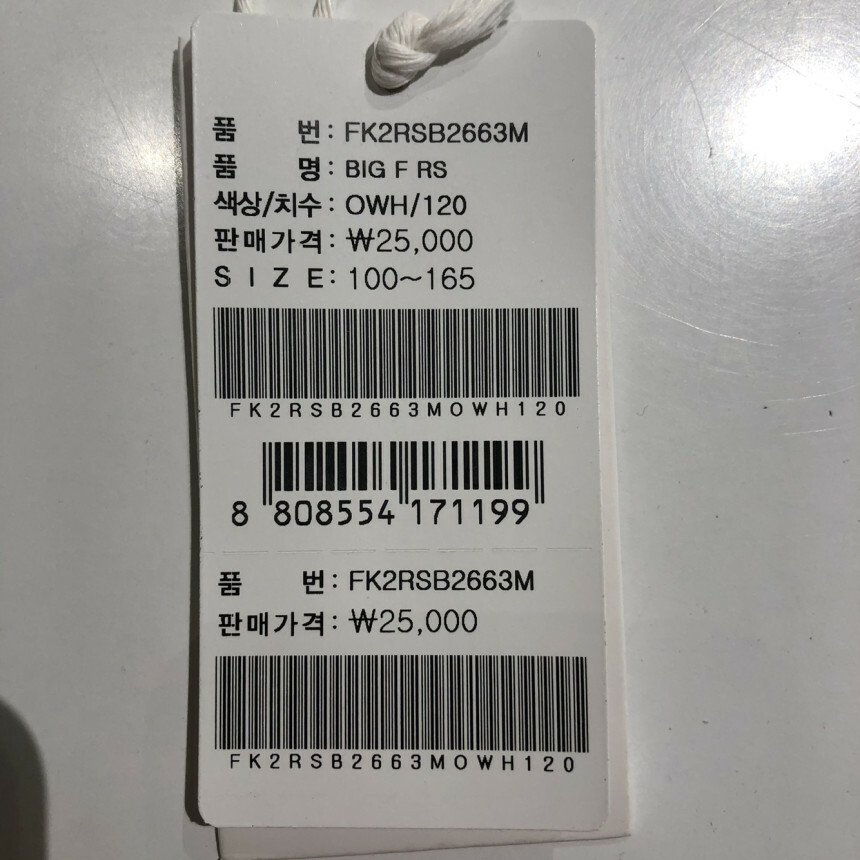 품 번: FK2RSB2663M
품 명: BIG F RS
색상/치수: OWH/120
판매가격: ₩25,000
SIZE: 100~165
FK2RSB2663MOWH120
8 808554 171199
품 번: FK2RSB2663M
판매가격: ₩25,000
FK2RSB2663MOWH120